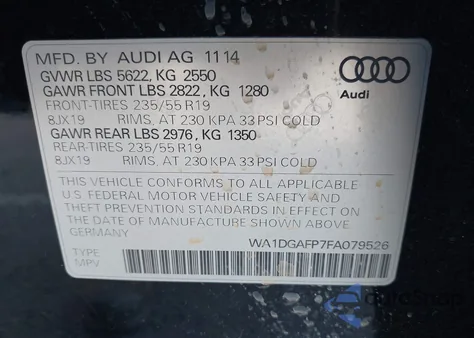 MFD. BY AUDI AG 11 14
GVWR LBS 5622, KG 2550
GAWR FRONT LBS 2822, KG 1280
FRONT-TIRES 235/55 R19
8JX19 RIMS, AT 230 KPA 33 PSI COLD
GAWR REAR LBS 2976, KG 1350
REAR-TIRES 235/55 R19
8JX19 RIMS, AT 230 KPA 33 PSI COLD
THIS VEHICLE CONFORMS TO ALL APPLICABLE
U.S. FEDERAL MOTOR VEHICLE SAFETY AND
THEFT PREVENTION STANDARDS IN EFFECT ON
THE DATE OF MANUFACTURE SHOWN ABOVE
GERMANY
WA1DGAFP7FA079526
TYPE
MPV
Audi